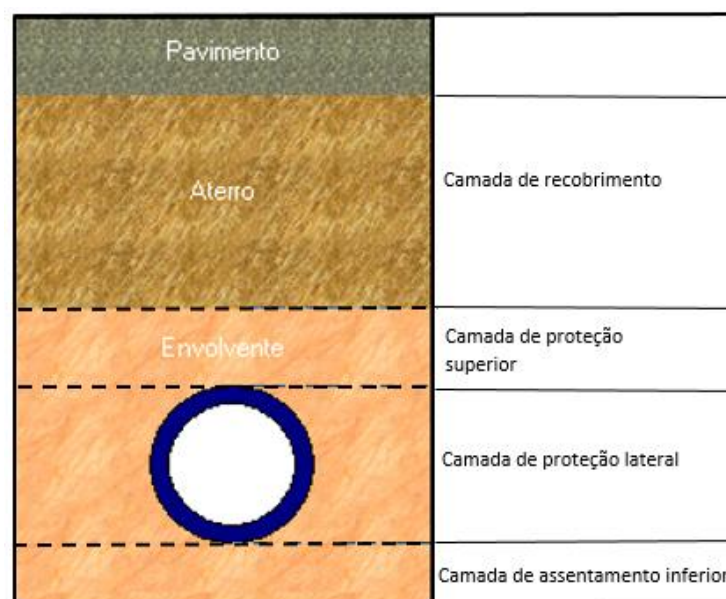 Pavimento
Aterro
Camada de recobrimento
Envolvente
Camada de proteção
superior
Camada de proteção lateral
Camada de assentamento inferior